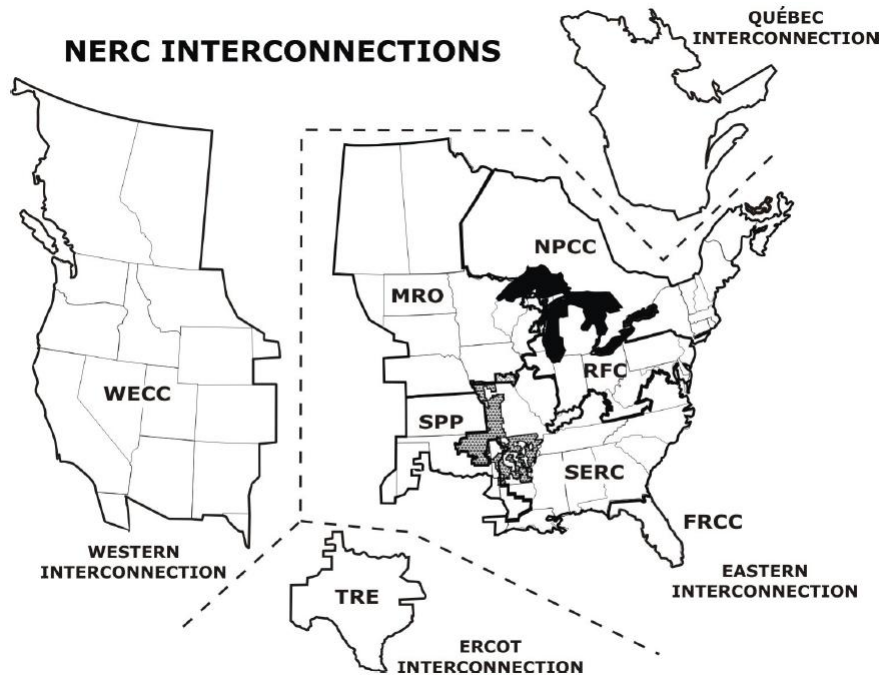 QUÉBEC
INTERCONNECTION
NERC INTERCONNECTIONS
NPCC
MRO
RFC
WECC
SPP
SERC
FRCC
WESTERN
INTERCONNECTION
EASTERN
INTERCONNECTION
TRE
ERCOT
INTERCONNECTION